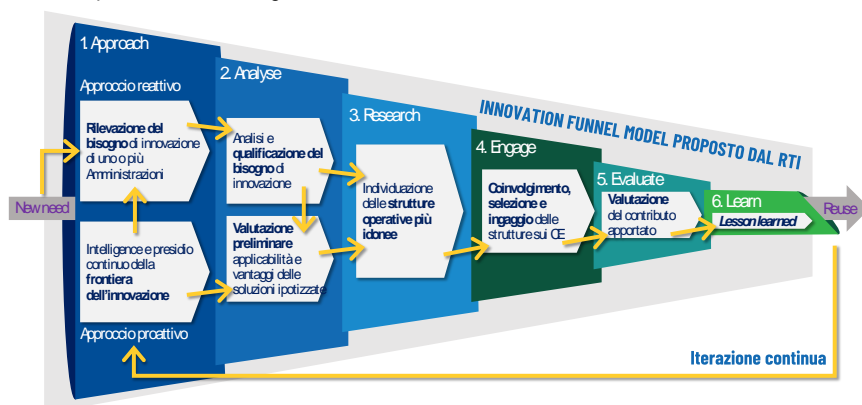 1. Approach
Approccio reattivo
Rilevazione del
bisogno di innovazione
di uno o più
Amministrazioni
New need
Intelligence e presidio
continuo della
frontiera
dell'innovazione
Approccio proattivo
2. Analyse
Analisi e
qualificazione del
bisogno di
innovazione
Valutazione
preliminare
applicabilità e
vantaggi delle
soluzioni ipotizzate
3. Research
Individuazione
delle strutture
operative più
idonee
4. Engage
Coinvolgimento,
selezione e
ingaggio delle
strutture sui CE
5. Evaluate
Valutazione
del contributo
apportato
6. Learn
Lesson learned
Reuse
INNOVATION FUNNEL MODEL PROPOSTO DAL RTI
Iterazione continua